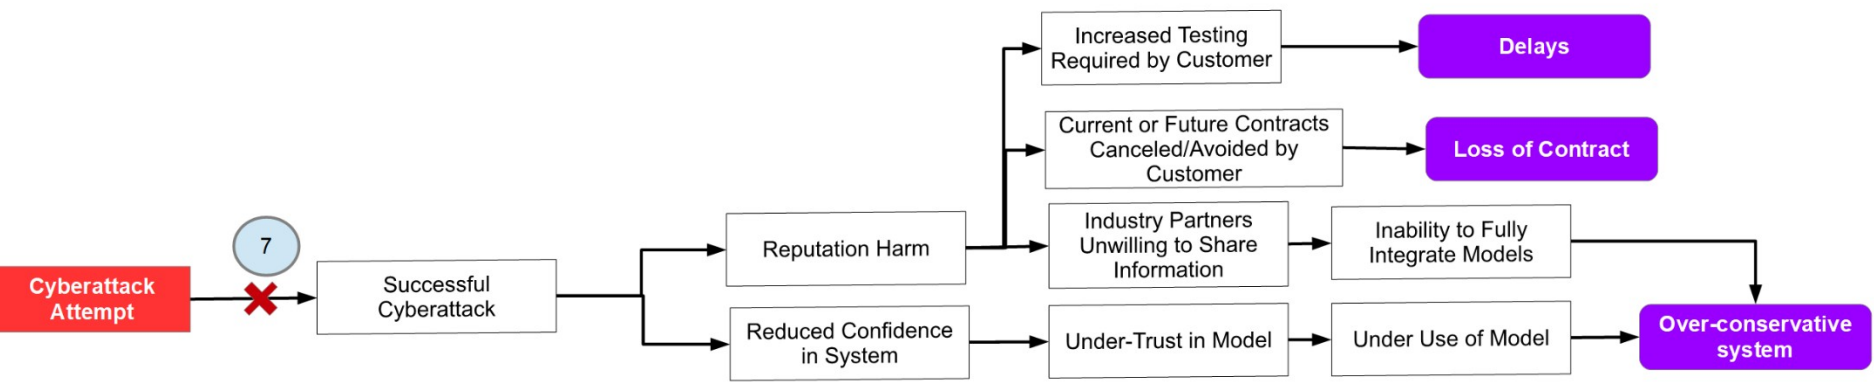 Increased Testing
Required by Customer
Delays
Current or Future Contracts
Canceled/Avoided by
Customer
Loss of Contract
7
Cyberattack
Attempt
Successful
Cyberattack
Reputation Harm
Industry Partners
Unwilling to Share
Information
Inability to Fully
Integrate Models
Reduced Confidence
in System
Under-Trust in Model
Under Use of Model
Over-conservative
system